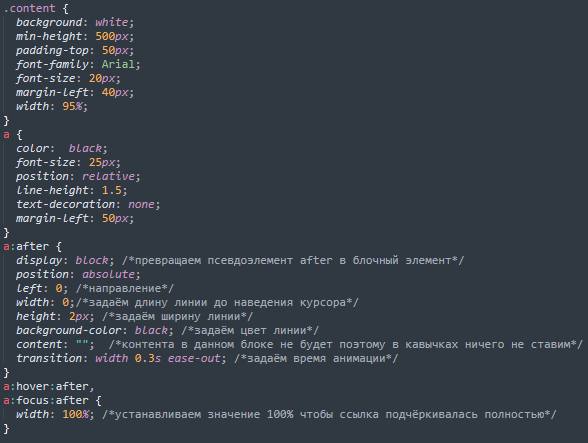 .content {
background: white;
min-height: 500px;
padding-top: 50px;
font-family: Arial;
font-size: 20px;
margin-left: 40px;
width: 95%;
}
a {
color:  black;
font-size: 25px;
position: relative;
line-height: 1.5;
text-decoration: none;
margin-left: 50px;
}
a:after {
display: block; /*превращаем псевдоэлемент after в блочный элемент*/
position: absolute;
left: 0; /*направление*/
width: 0;/*задаём длину линии до наведения курсора*/
height: 2px; /*задаём ширину линии*/
background-color: black; /*задаём цвет линии*/
content: "";  /*контента в данном блоке не будет поэтому в кавычках ничего не ставим*/
transition: width 0.3s ease-out; /*задаём время анимации*/
}
a:hover:after,
a:focus:after {
width: 100%; /*устанавливаем значение 100% чтобы ссылка подчёркивалась полностью*/
}